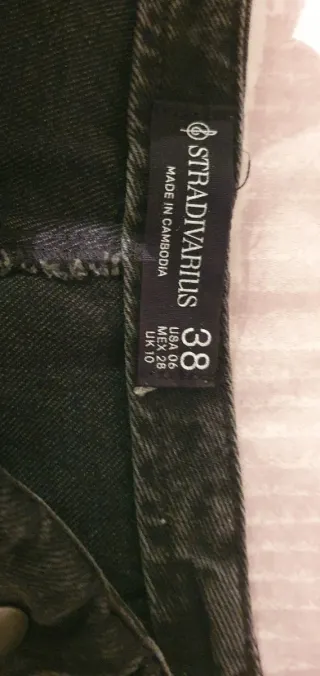 STRADIVARIUS
MADE IN CAMBODIA
38
USA 06
MEX 28
UK 10